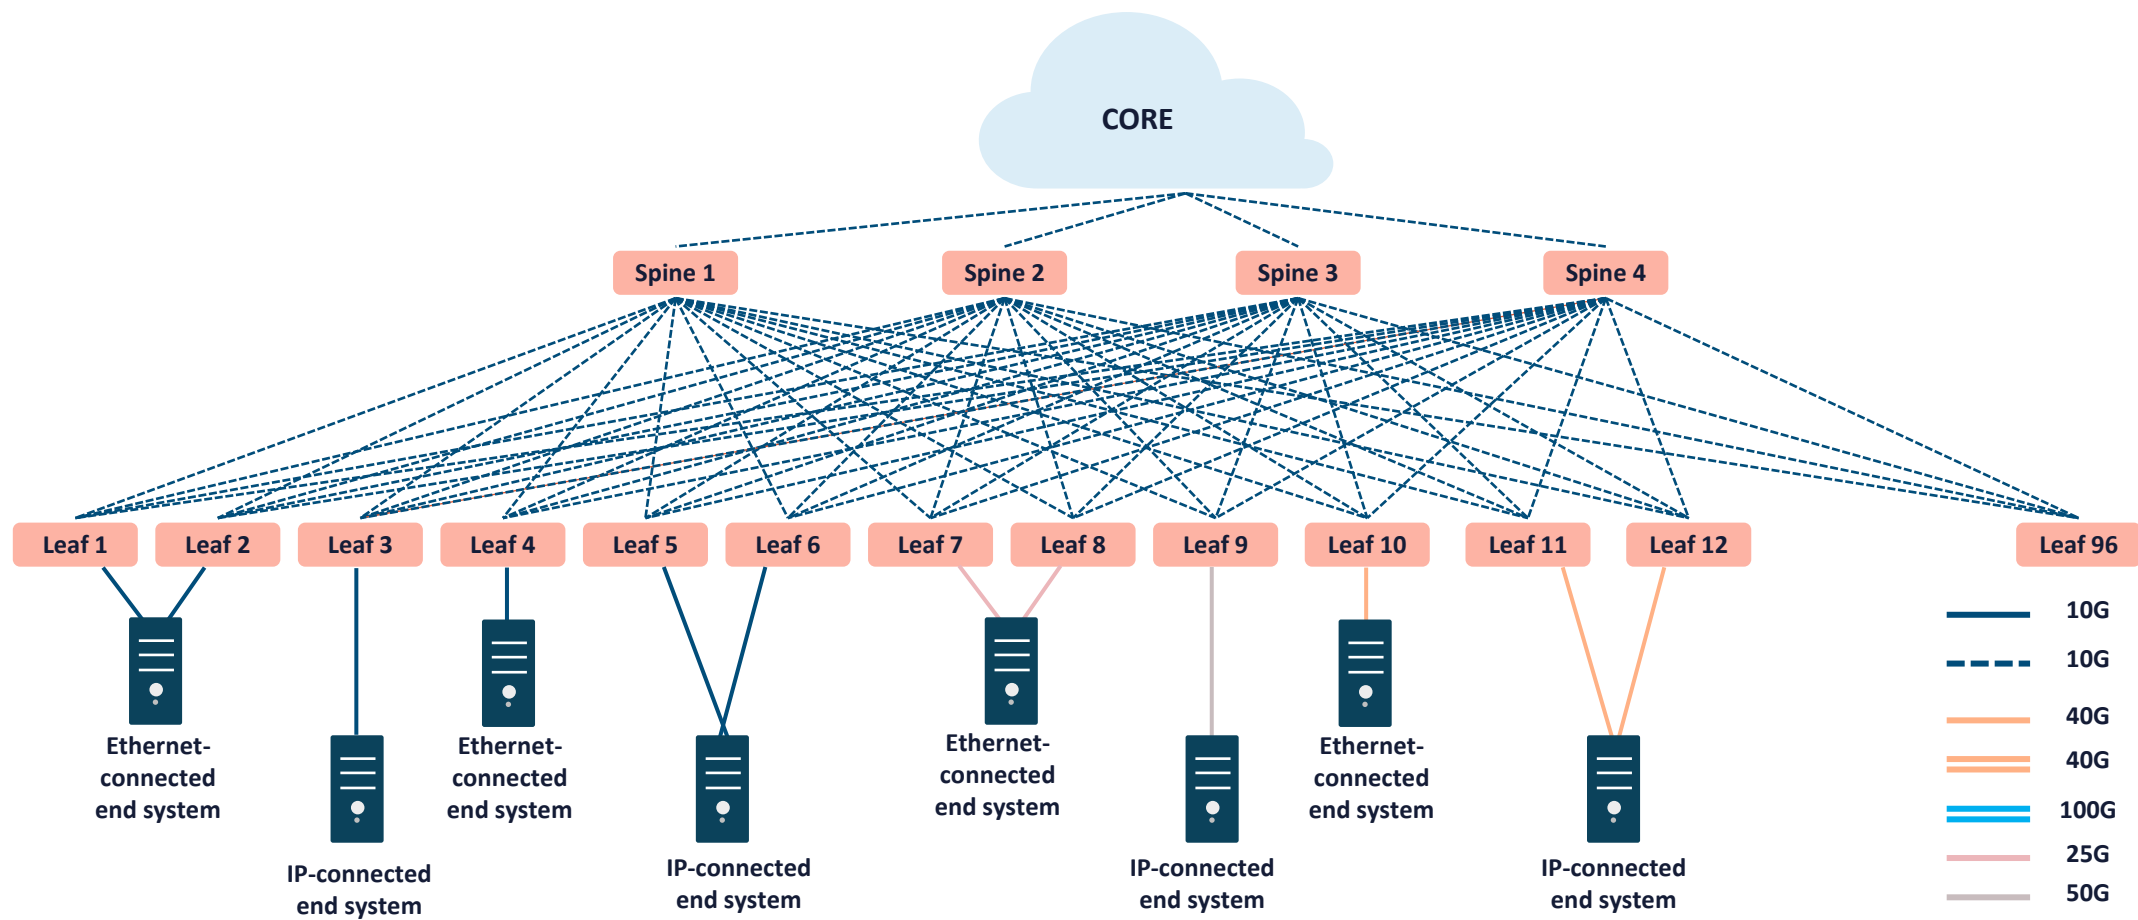 CORE
Spine 1
Spine 2
Spine 3
Spine 4
Leaf 1
Leaf 2
Leaf 3
Leaf 4
Leaf 5
Leaf 6
Leaf 7
Leaf 8
Leaf 9
Leaf 10
Leaf 11
Leaf 12
Leaf 96
Ethernet-
connected
end system
IP-connected
end system
Ethernet-
connected
end system
IP-connected
end system
Ethernet-
connected
end system
IP-connected
end system
Ethernet-
connected
end system
IP-connected
end system
10G
10G
40G
40G
100G
25G
50G